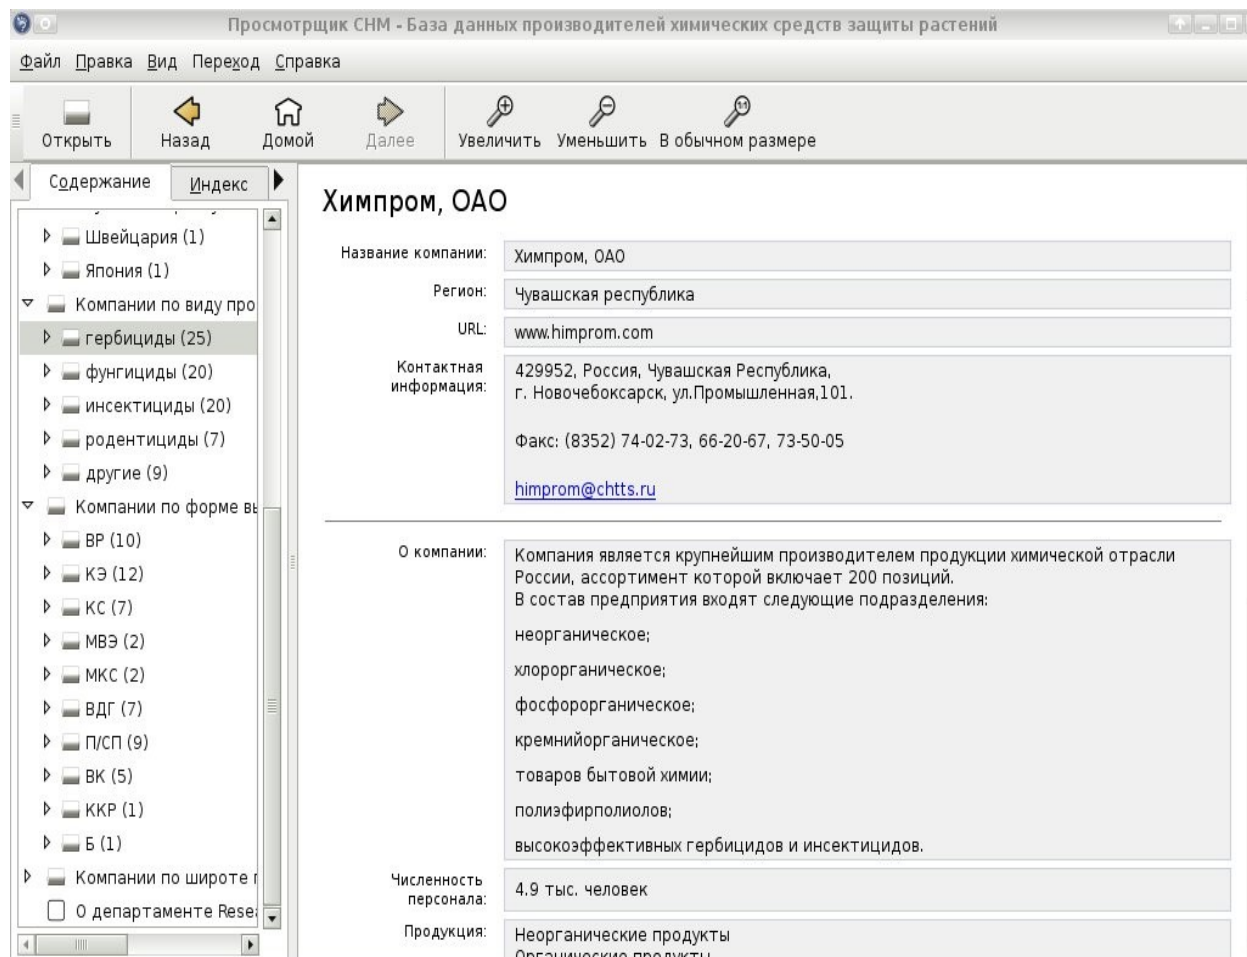 Просмотрщик CHM - База данных производителей химических средств защиты растений
Файл Правка Вид Переход Справка
Открыть Назад Домой Далее Увеличить Уменьшить В обычном размере
Содержание Индекс
Швейцария (1)
Япония (1)
Компании по виду про
гербициды (25)
фунгициды (20)
инсектициды (20)
родентициды (7)
другие (9)
Компании по форме вы
ВР (10)
КЭ (12)
КС (7)
МВЭ (2)
МКС (2)
ВДГ (7)
П/СП (9)
ВК (5)
ККР (1)
Б (1)
Компании по широте
О департаменте
Химпром, ОАО
Название компании: Химпром, ОАО
Регион: Чувашская республика
URL: www.himprom.com
Контактная информация:
429952, Россия, Чувашская Республика,
г. Новочебоксарск, ул.Промышленная,101.
Факс: (8352) 74-02-73, 66-20-67, 73-50-05
himprom@chtts.ru
О компании: Компания является крупнейшим производителем продукции химической отрасли
России, ассортимент которой включает 200 позиций.
В состав предприятия входят следующие подразделения:
неорганическое;
хлорорганическое;
фосфорорганическое;
кремнийорганическое;
товаров бытовой химии;
полиэфирполиолов;
высокоэффективных гербицидов и инсектицидов.
Численность персонала: 4.9 тыс. человек
Продукция: Неорганические продукты
Органические продукты